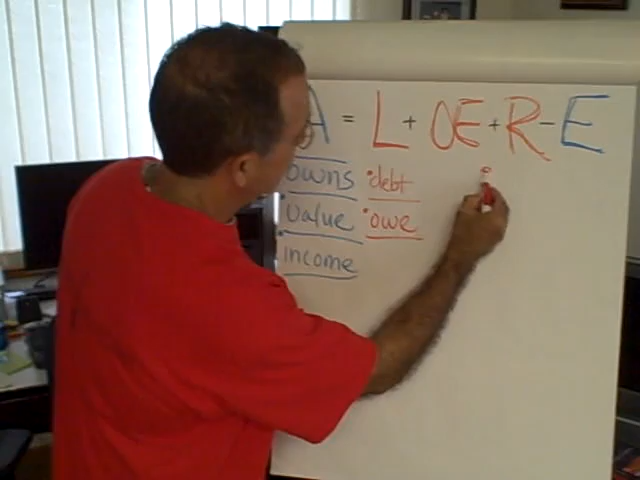 A = L + OE + R - E
owns debt
value owe
income